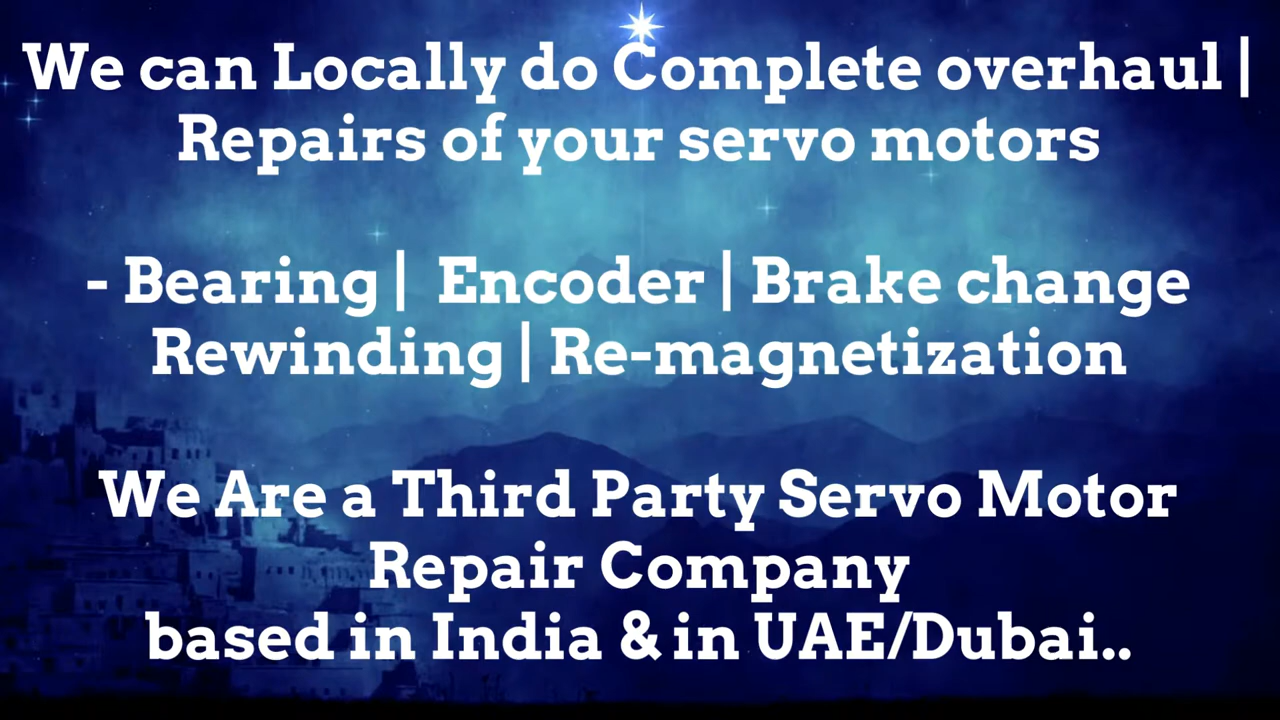 We can Locally do Complete overhaul |
Repairs of your servo motors
- Bearing | Encoder | Brake change
Rewinding | Re-magnetization
We Are a Third Party Servo Motor
Repair Company
based in India & in UAE/Dubai..